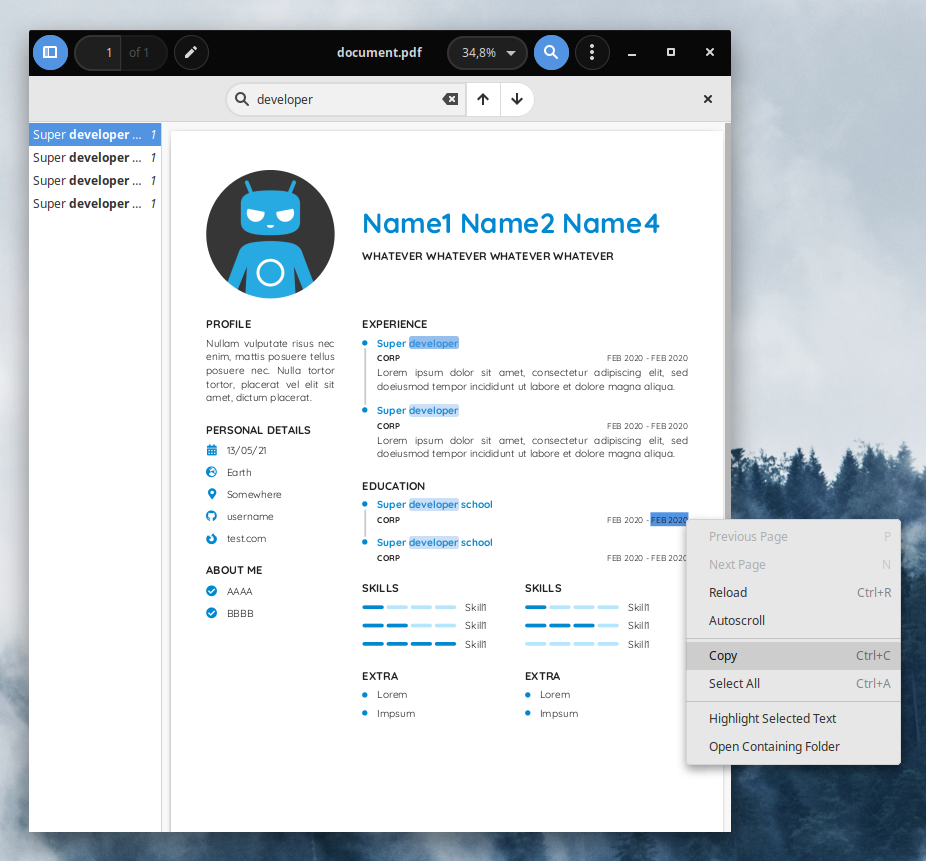 1 of 1
document.pdf
34,8%
developer
Super developer ... 1
Super developer ... 1
Super developer ... 1
Super developer ... 1
Name1 Name2 Name4
WHATEVER WHATEVER WHATEVER WHATEVER
PROFILE
Nullam vulputate risus nec
enim, mattis posuere tellus
posuere nec. Nulla tortor
tortor, placerat vel elit sit
amet, dictum placerat.
PERSONAL DETAILS
13/05/21
Earth
Somewhere
username
test.com
ABOUT ME
AAAA
BBBB
EXPERIENCE
Super developer
CORP FEB 2020 - FEB 2020
Lorem ipsum dolor sit amet, consectetur adipiscing elit, sed
doeiusmod tempor incididunt ut labore et dolore magna aliqua.
Super developer
CORP FEB 2020 - FEB 2020
Lorem ipsum dolor sit amet, consectetur adipiscing elit, sed
doeiusmod tempor incididunt ut labore et dolore magna aliqua.
EDUCATION
Super developer school
CORP FEB 2020 - FEB 2020
Super developer school
CORP FEB 2020 - FEB 2020
SKILLS
Skill1
Skill1
Skill1
SKILLS
Skill1
Skill1
Skill1
EXTRA
Lorem
Impsum
EXTRA
Lorem
Impsum
Previous Page P
Next Page N
Reload Ctrl+R
Autoscroll
Copy Ctrl+C
Select All Ctrl+A
Highlight Selected Text
Open Containing Folder